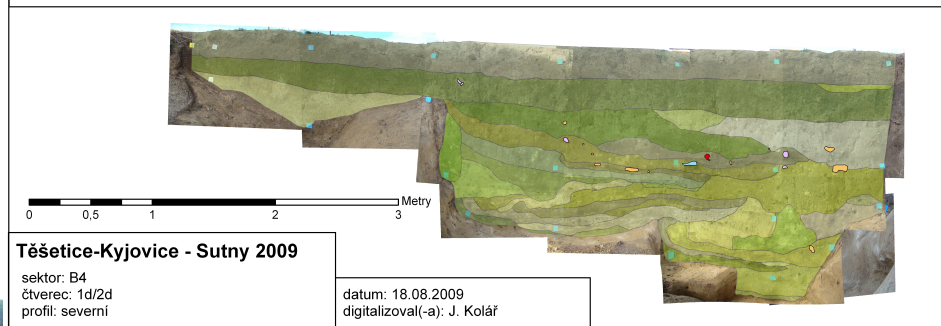 Metry
0 0,5 1 2 3
Těšetice-Kyjovice - Sutny 2009
sektor: B4
čtverec: 1d/2d
profil: severní
datum: 18.08.2009
digitalizoval(-a): J. Kolář